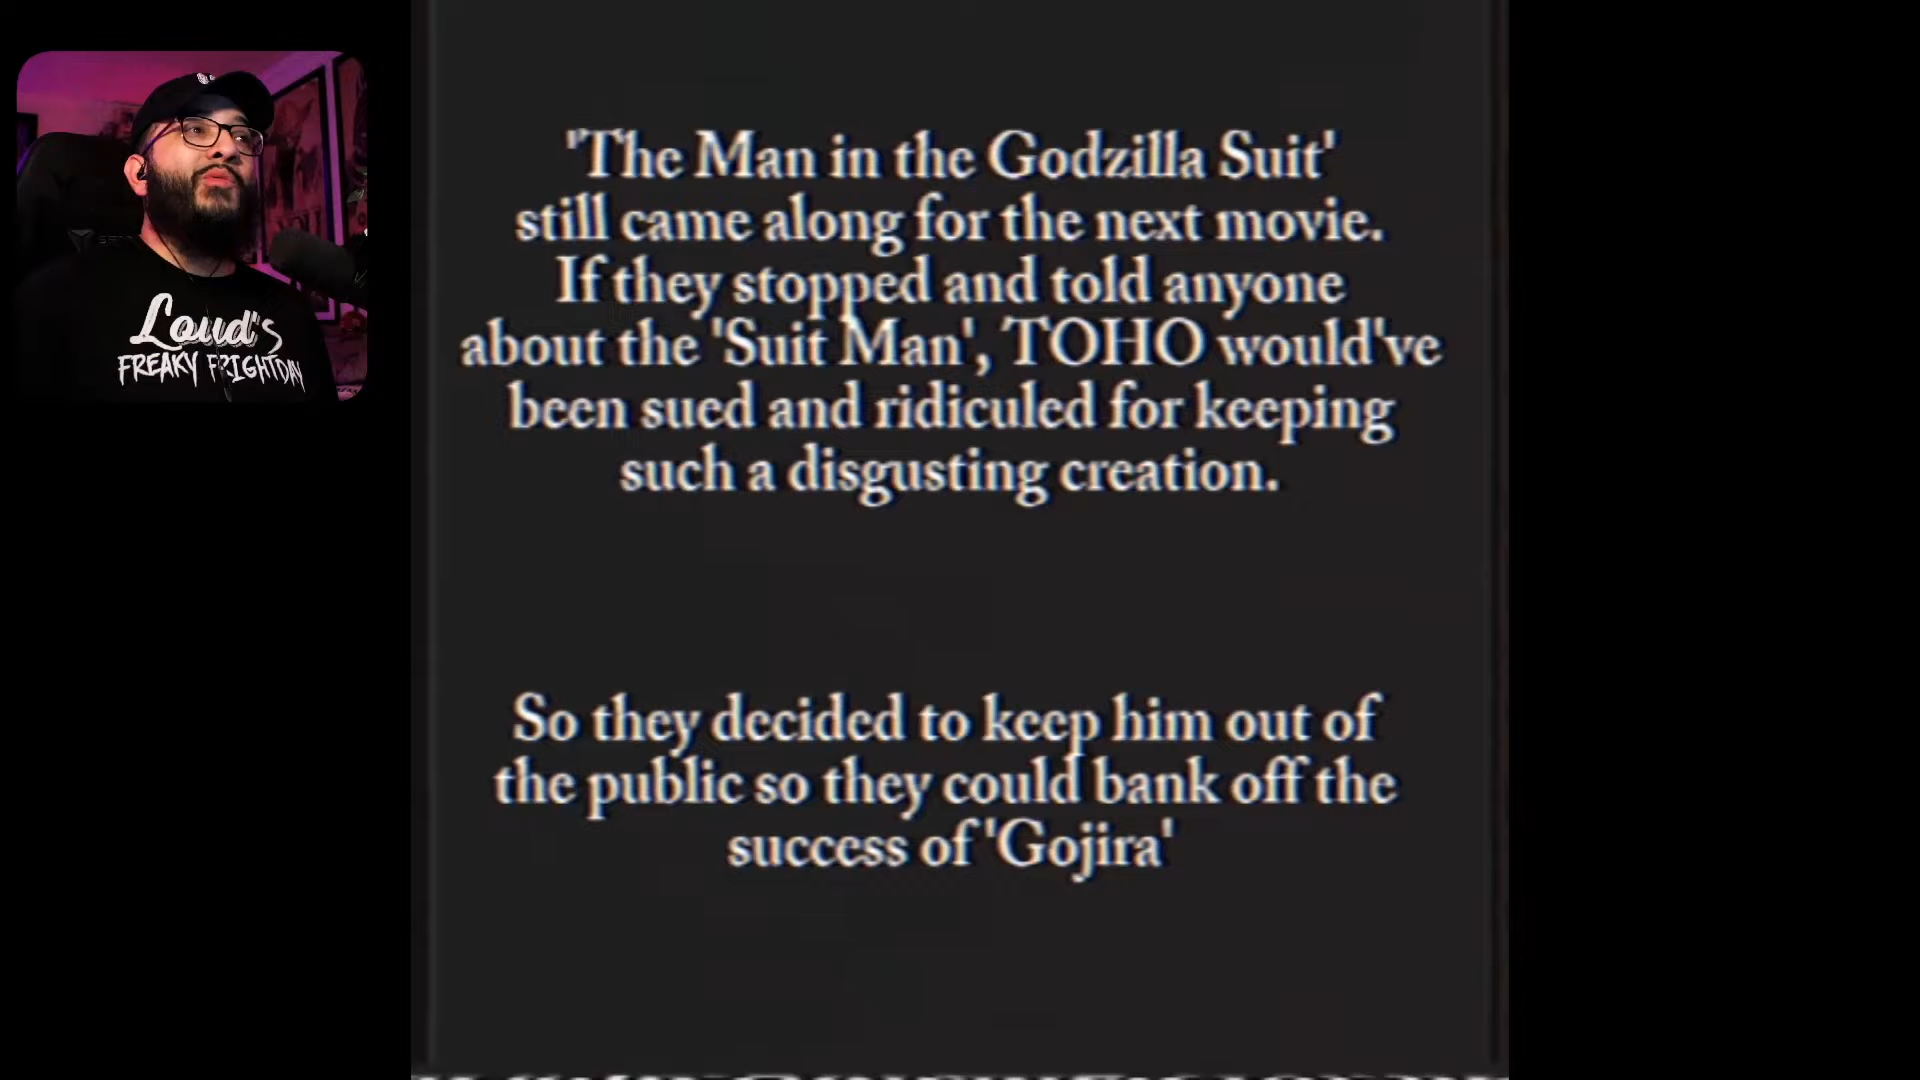 'The Man in the Godzilla Suit'
still came along for the next movie.
If they stopped and told anyone
about the 'Suit Man', TOHO would've
been sued and ridiculed for keeping
such a disgusting creation.
So they decided to keep him out of
the public so they could bank off the
success of 'Gojira'
Loud's
FREAKY FRIGHTDAY